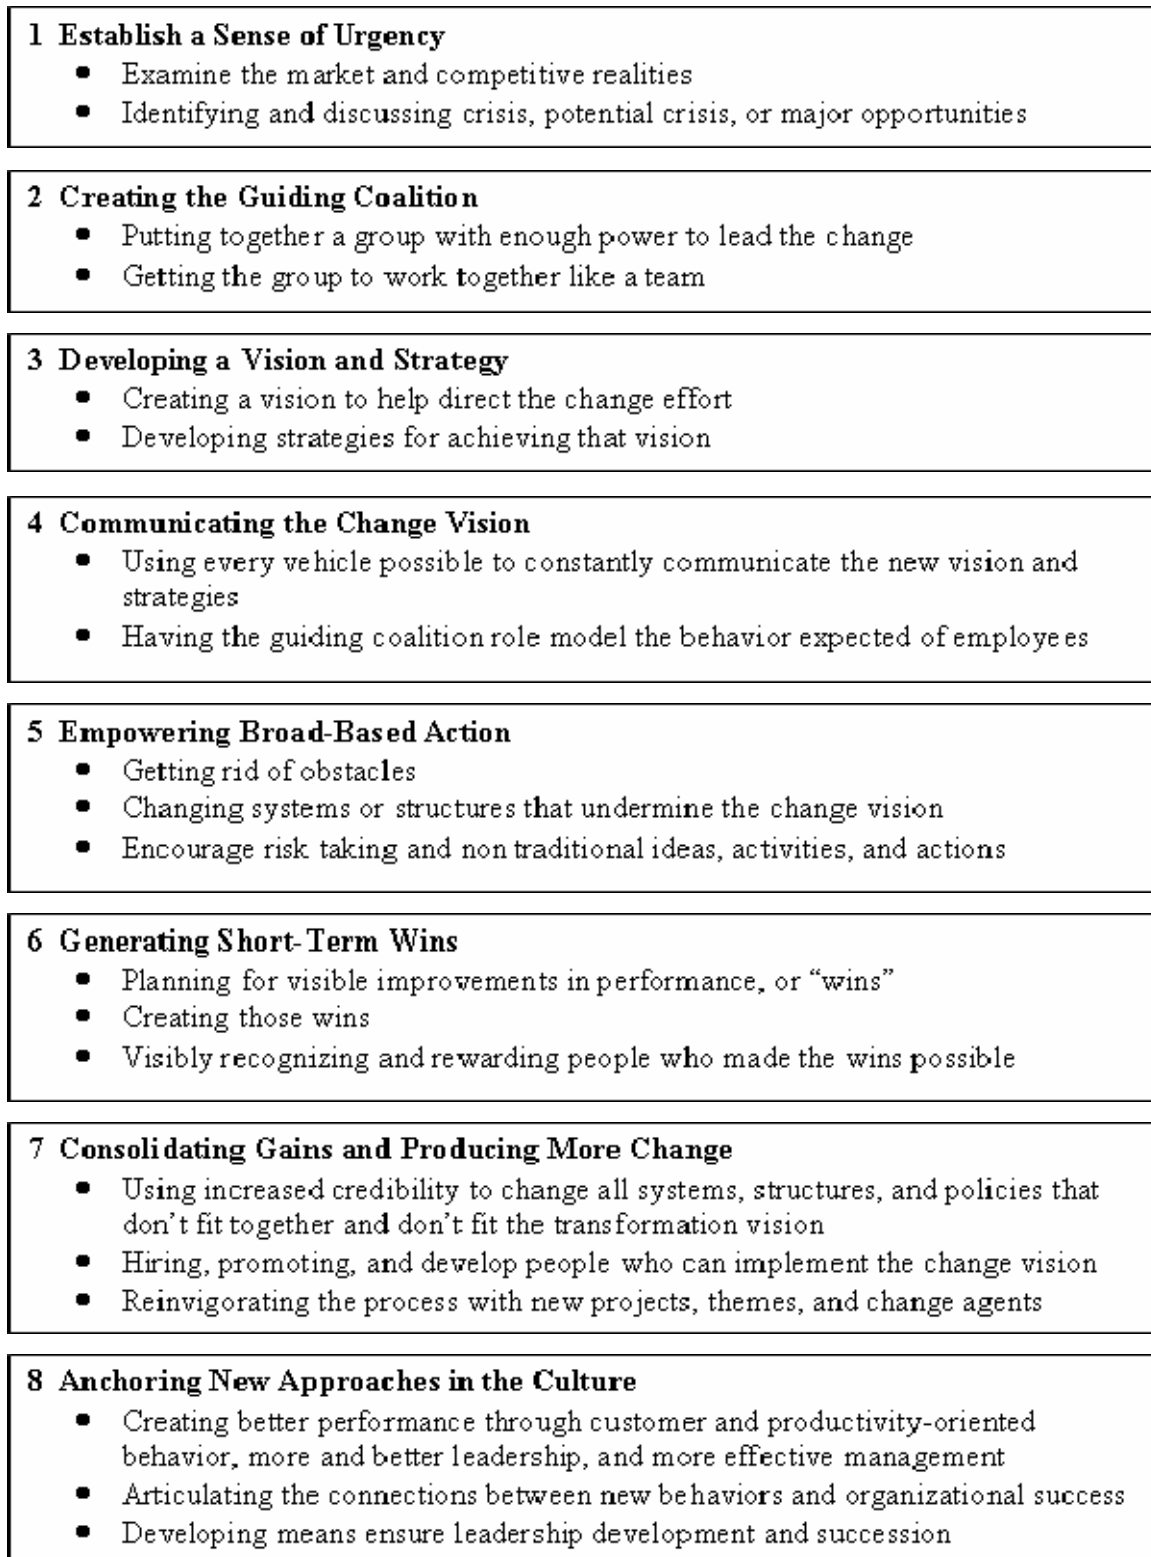 1 Establish a Sense of Urgency
• Examine the market and competitive realities
• Identifying and discussing crisis, potential crisis, or major opportunities
2 Creating the Guiding Coalition
• Putting together a group with enough power to lead the change
• Getting the group to work together like a team
3 Developing a Vision and Strategy
• Creating a vision to help direct the change effort
• Developing strategies for achieving that vision
4 Communicating the Change Vision
• Using every vehicle possible to constantly communicate the new vision and
strategies
• Having the guiding coalition role model the behavior expected of employees
5 Empowering Broad-Based Action
• Getting rid of obstacles
• Changing systems or structures that undermine the change vision
• Encourage risk taking and non traditional ideas, activities, and actions
6 Generating Short-Term Wins
• Planning for visible improvements in performance, or “wins”
• Creating those wins
• Visibly recognizing and rewarding people who made the wins possible
7 Consolidating Gains and Producing More Change
• Using increased credibility to change all systems, structures, and policies that
don’t fit together and don’t fit the transformation vision
• Hiring, promoting, and develop people who can implement the change vision
• Reinvigorating the process with new projects, themes, and change agents
8 Anchoring New Approaches in the Culture
• Creating better performance through customer and productivity-oriented
behavior, more and better leadership, and more effective management
• Articulating the connections between new behaviors and organizational success
• Developing means ensure leadership development and succession